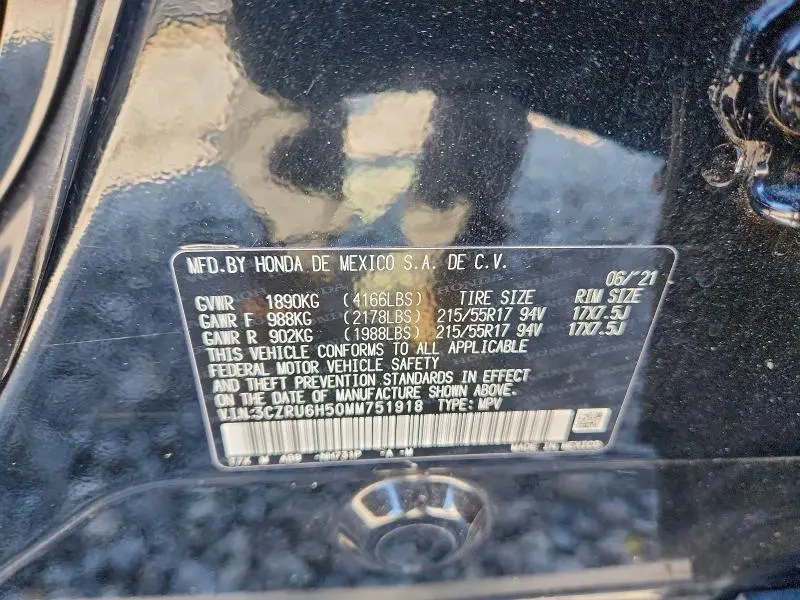 MFD.BY HONDA DE MEXICO S.A. DE C.V.
06/'21
GVWR 1890KG (4166LBS) TIRE SIZE RIM SIZE
GAWR F 988KG (2178LBS) 215/55R17 94V 17X7.5J
GAWR R 902KG (1988LBS) 215/55R17 94V 17X7.5J
THIS VEHICLE CONFORMS TO ALL APPLICABLE
FEDERAL MOTOR VEHICLE SAFETY
AND THEFT PREVENTION STANDARDS IN EFFECT
ON THE DATE OF MANUFACTURE SHOWN ABOVE.
V.I.N:3CZRU6H50MM751918 TYPE: MPV
MADE IN MEXICO